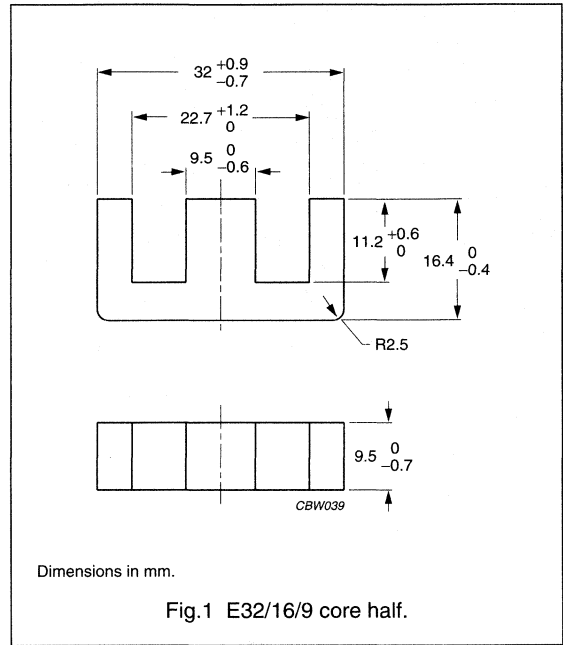 32 +0.9 −0.7
22.7 +1.2 0
9.5 0 −0.6
11.2 +0.6 0
16.4 0 −0.4
R2.5
9.5 0 −0.7
CBW039
Dimensions in mm.
Fig.1 E32/16/9 core half.